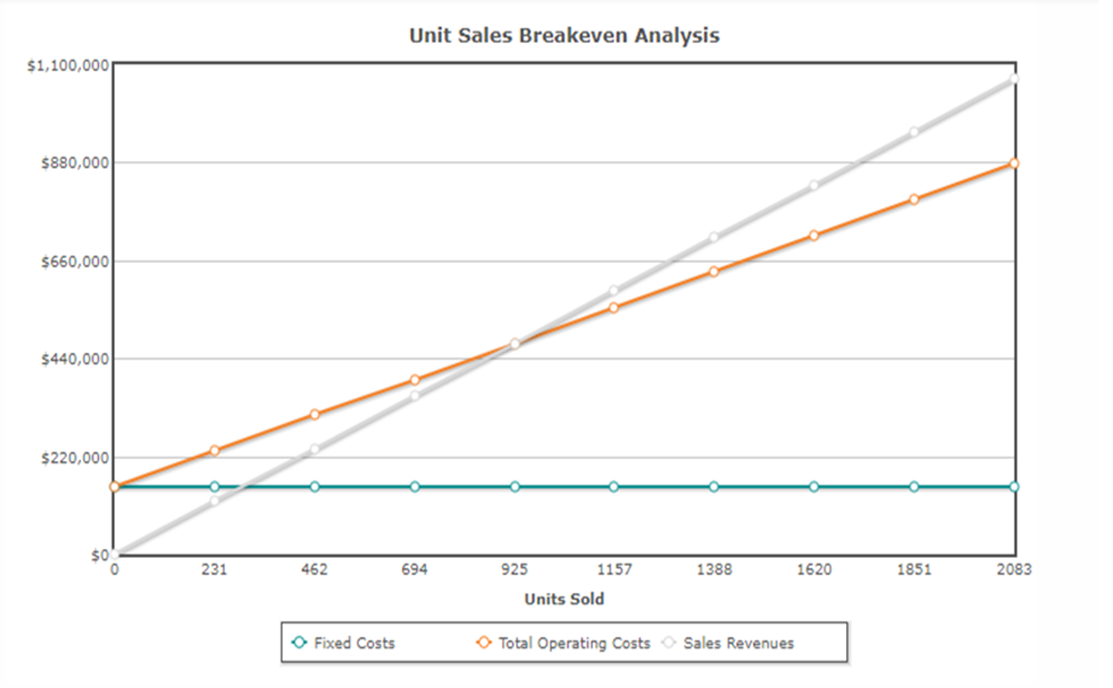 Unit Sales Breakeven Analysis
$1,100,000
$880,000
$660,000
$440,000
$220,000
$0
0 231 462 694 925 1157 1388 1620 1851 2083
Units Sold
Fixed Costs Total Operating Costs Sales Revenues